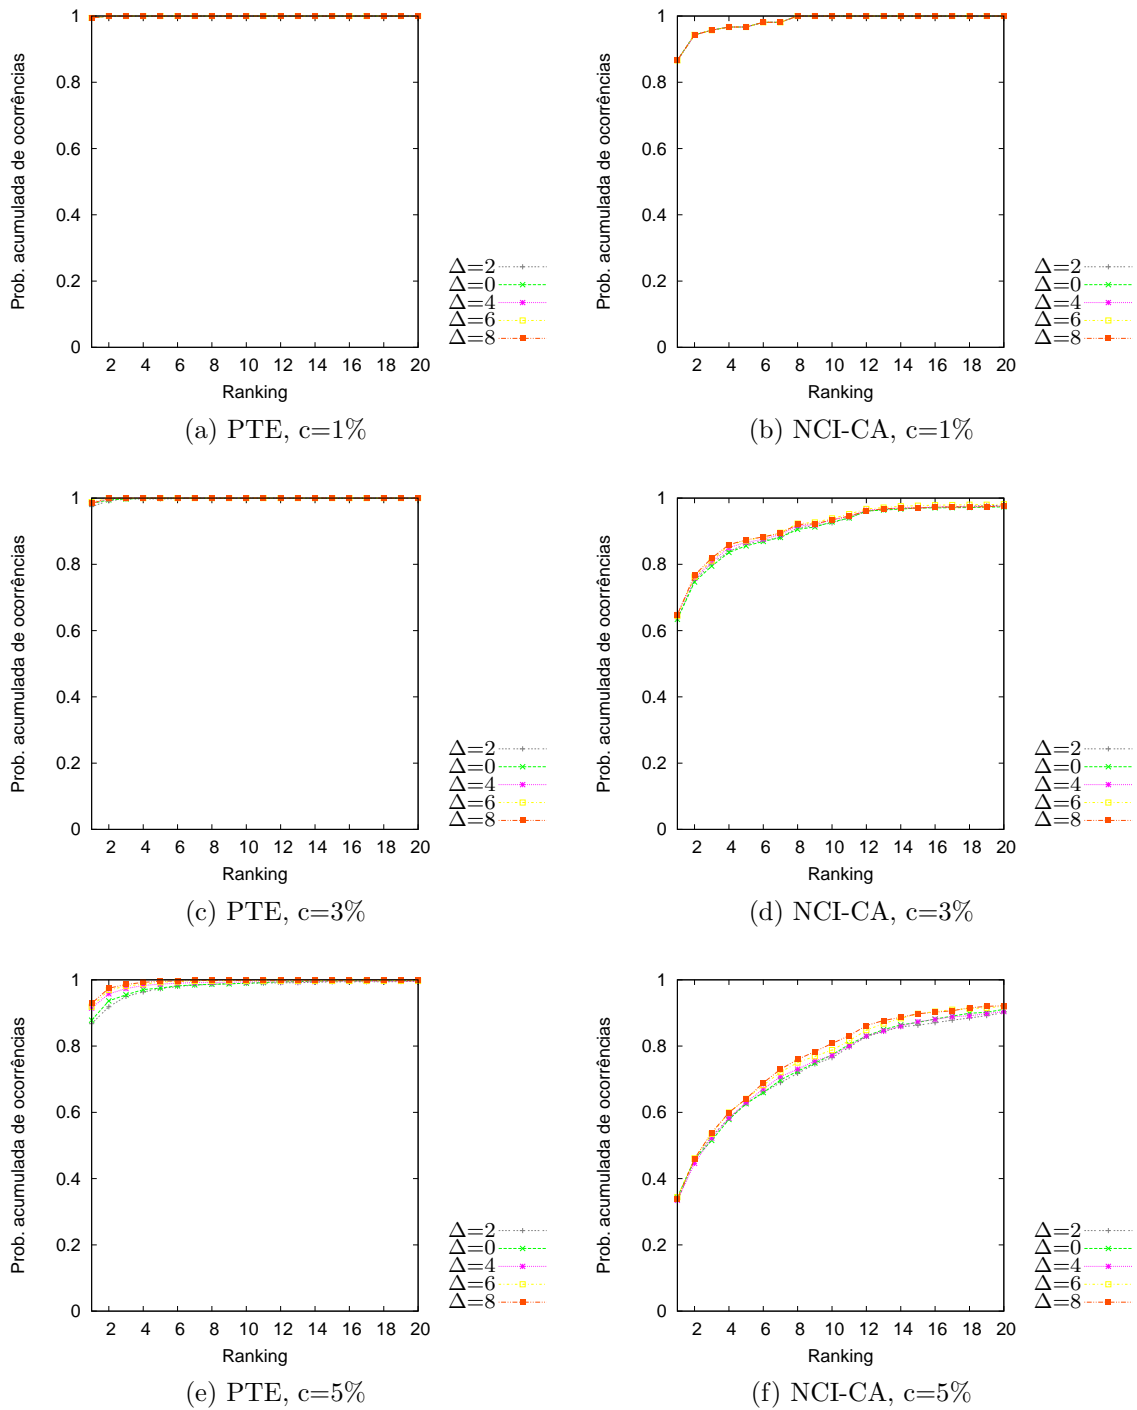 Prob. acumulada de ocorrências
1
0.8
0.6
0.4
0.2
0
2 4 6 8 10 12 14 16 18 20
Ranking
Δ=2
Δ=0
Δ=4
Δ=6
Δ=8
(a) PTE, c=1%
Prob. acumulada de ocorrências
1
0.8
0.6
0.4
0.2
0
2 4 6 8 10 12 14 16 18 20
Ranking
Δ=2
Δ=0
Δ=4
Δ=6
Δ=8
(b) NCI-CA, c=1%
Prob. acumulada de ocorrências
1
0.8
0.6
0.4
0.2
0
2 4 6 8 10 12 14 16 18 20
Ranking
Δ=2
Δ=0
Δ=4
Δ=6
Δ=8
(c) PTE, c=3%
Prob. acumulada de ocorrências
1
0.8
0.6
0.4
0.2
0
2 4 6 8 10 12 14 16 18 20
Ranking
Δ=2
Δ=0
Δ=4
Δ=6
Δ=8
(d) NCI-CA, c=3%
Prob. acumulada de ocorrências
1
0.8
0.6
0.4
0.2
0
2 4 6 8 10 12 14 16 18 20
Ranking
Δ=2
Δ=0
Δ=4
Δ=6
Δ=8
(e) PTE, c=5%
Prob. acumulada de ocorrências
1
0.8
0.6
0.4
0.2
0
2 4 6 8 10 12 14 16 18 20
Ranking
Δ=2
Δ=0
Δ=4
Δ=6
Δ=8
(f) NCI-CA, c=5%